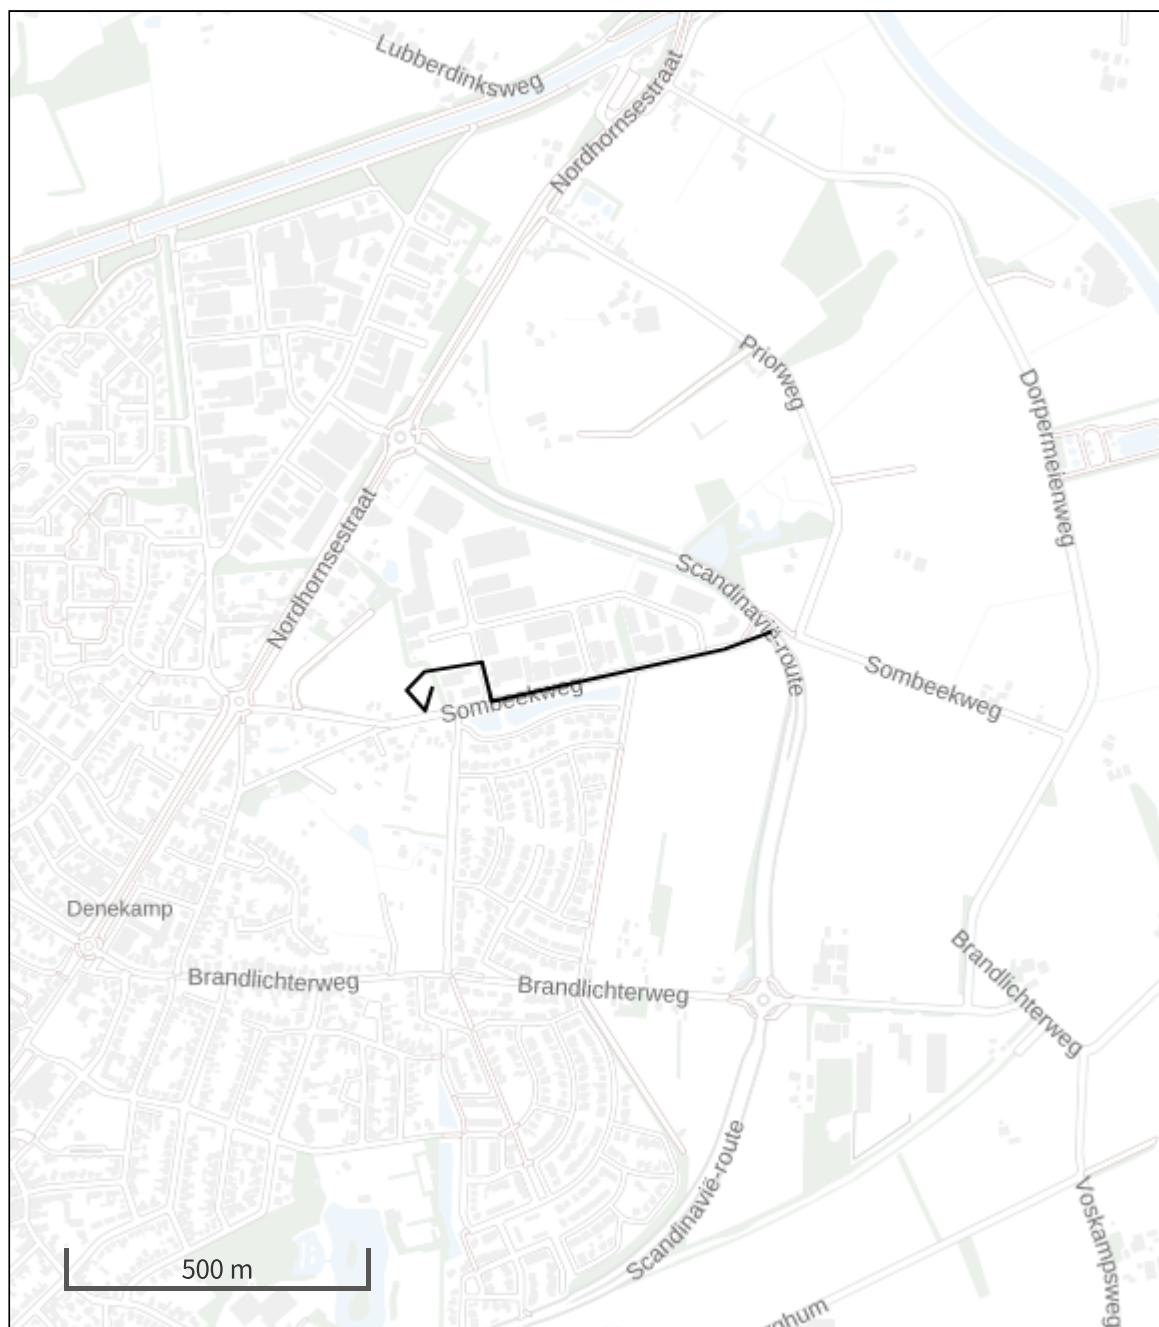 Lubberdinksweg
Nordhornsestraat
Priorweg
Dorpermeienweg
Nordhornsestraat
Scandinavië-route
Sombeekweg
Sombeekweg
Denekamp
Brandlichterweg
Brandlichterweg
Brandlichterweg
Scandinavië-route
Voskampsweg
500 m